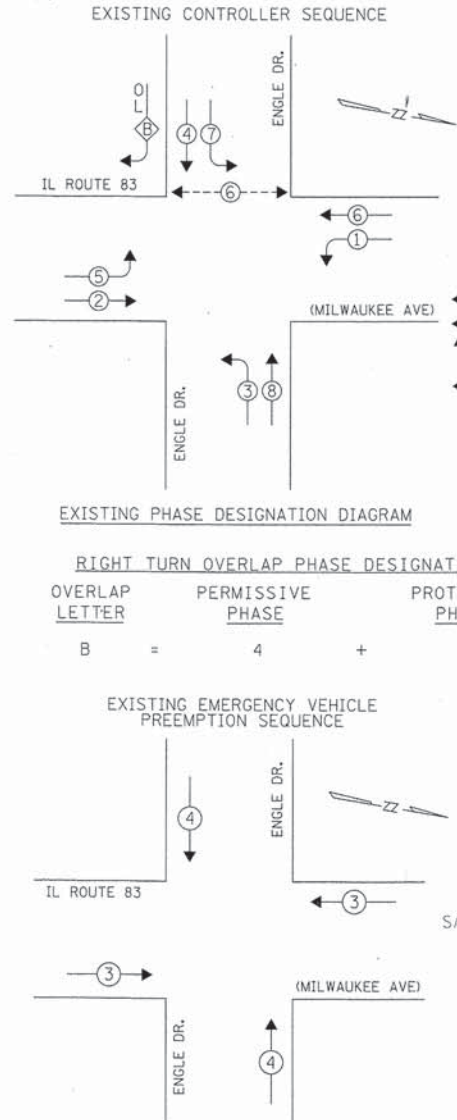 EXISTING CONTROLLER SEQUENCE
OL
B
4
7
ENGLE DR.
IL ROUTE 83
6
6
1
5
2
(MILWAUKEE AVE)
3
8
ENGLE DR.
EXISTING PHASE DESIGNATION DIAGRAM
RIGHT TURN OVERLAP PHASE DESIGNAT
OVERLAP PERMISSIVE PROT
LETTER PHASE PH
B = 4 +
EXISTING EMERGENCY VEHICLE
PREEMPTION SEQUENCE
4
ENGLE DR.
IL ROUTE 83
3
S/
3
(MILWAUKEE AVE)
4
ENGLE DR.